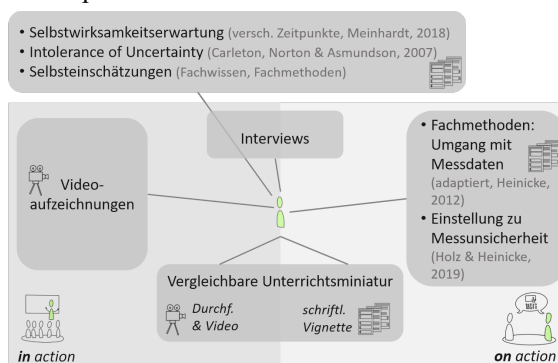 • Selbstwirksamkeitserwartung (versch. Zeitpunkte, Meinhardt, 2018)
• Intolerance of Uncertainty (Carleton, Norton & Asmundson, 2007)
• Selbsteinschätzungen (Fachwissen, Fachmethoden)
Interviews
Video-
aufzeichnungen
• Fachmethoden:
Umgang mit
Messdaten
(adaptiert, Heinicke,
2012)
• Einstellung zu
Messunsicherheit
(Holz & Heinicke,
2019)
Vergleichbare Unterrichtsminiatur
Durchf.
& Video
schriftl.
Vignette
in action
on action